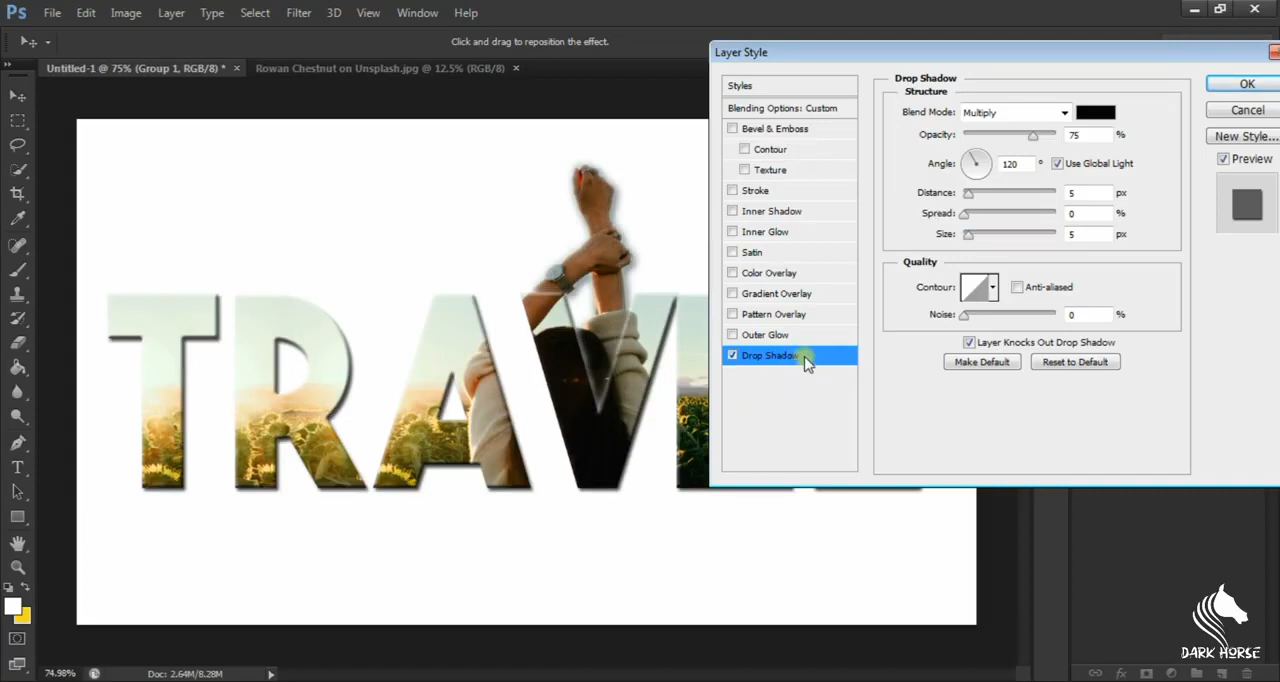 Ps File Edit Image Layer Type Select Filter 3D View Window Help
Click and drag to reposition the effect.
Untitled-1 @ 75% (Group 1, RGB/8) * ×
Rowan Chestnut on Unsplash.jpg @ 12.5% (RGB/8) ×
TRAV
Layer Style
Styles
Blending Options: Custom
Bevel & Emboss
Contour
Texture
Stroke
Inner Shadow
Inner Glow
Satin
Color Overlay
Gradient Overlay
Pattern Overlay
Outer Glow
Drop Shadow
Drop Shadow
Structure
Blend Mode: Multiply
Opacity: 75 %
Angle: 120 ° Use Global Light
Distance: 5 px
Spread: 0 %
Size: 5 px
Quality
Contour: Anti-aliased
Noise: 0 %
Layer Knocks Out Drop Shadow
Make Default Reset to Default
OK
Cancel
New Style...
Preview
74.98% Doc: 2.64M/8.28M
DARK HORSE